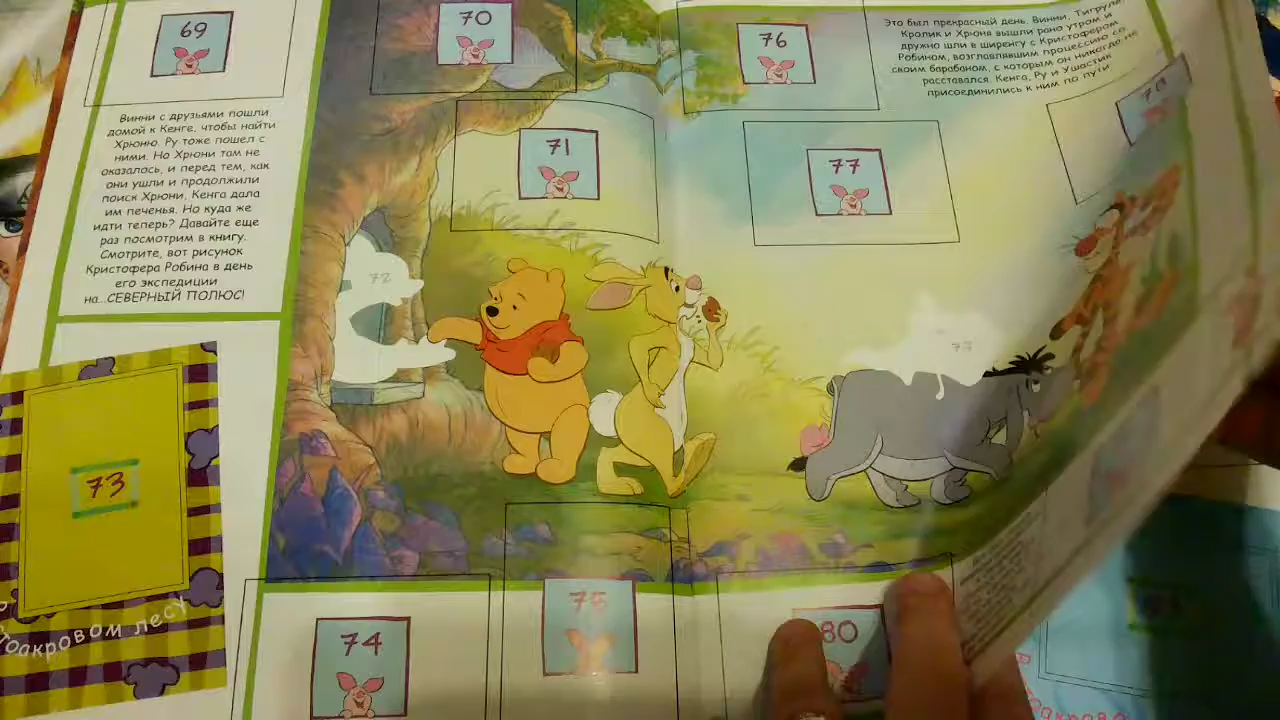 69
70
76
Это был прекрасный день. Винни, Тигруля,
Кролик и Хрюня вышли рано утром и
дружно шли в ширенгу с Кристофером
Робином, возглавлявшим процессию со
своим барабаном, с которым он никогда не
расставался. Кенга, Ру и Ушастик
присоединились к ним по пути
Винни с друзьями пошли
домой к Кенге, чтобы найти
Хрюню. Ру тоже пошел с
ними. Но Хрюни там не
оказалось, и перед тем, как
они ушли и продолжили
поиск Хрюни, Кенга дала
им печенья. Но куда же
идти теперь? Давайте еще
раз посмотрим в книгу.
Смотрите, вот рисунок
Кристофера Робина в день
его экспедиции
на...СЕВЕРНЫЙ ПОЛЮС!
71
77
72
73
74
75
80
лесу